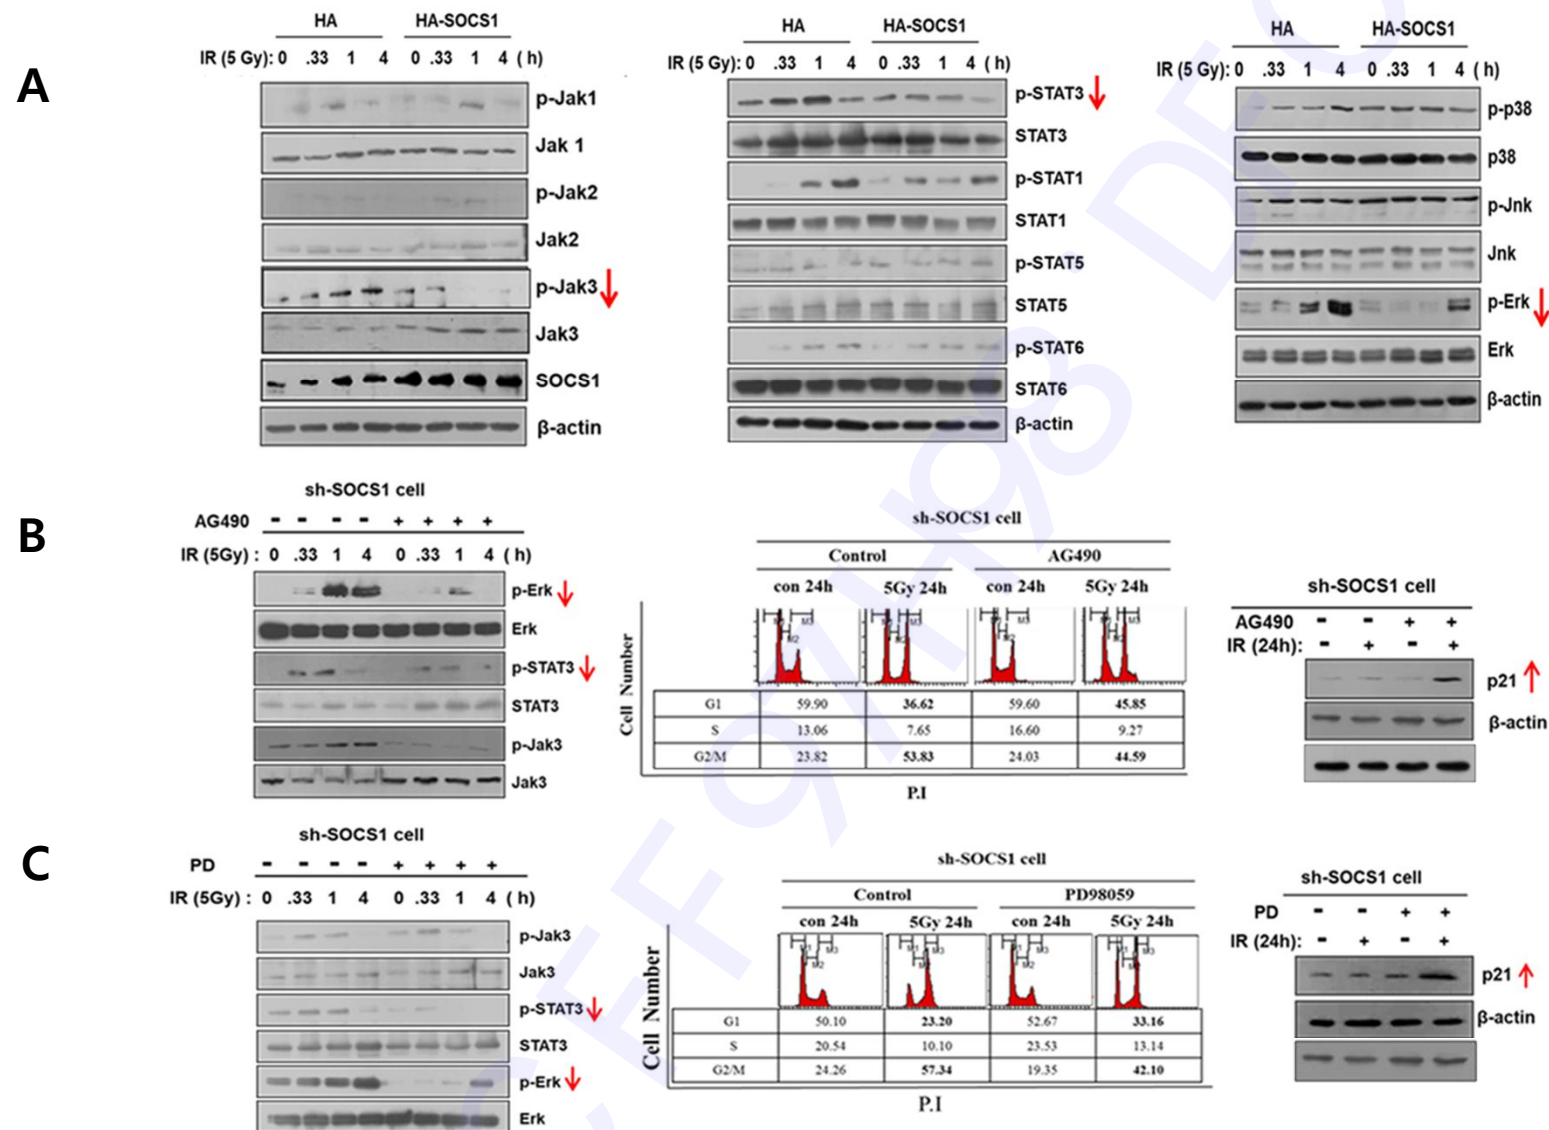 A
HA HA-SOCS1
IR (5 Gy): 0 .33 1 4 0 .33 1 4 (h)
p-Jak1
Jak 1
p-Jak2
Jak2
p-Jak3
Jak3
SOCS1
β-actin
HA HA-SOCS1
IR (5 Gy): 0 .33 1 4 0 .33 1 4 (h)
p-STAT3
STAT3
p-STAT1
STAT1
p-STAT5
STAT5
p-STAT6
STAT6
β-actin
HA HA-SOCS1
IR (5 Gy): 0 .33 1 4 0 .33 1 4 (h)
p-p38
p38
p-Jnk
Jnk
p-Erk
Erk
β-actin
B
sh-SOCS1 cell
AG490 - - - - + + + +
IR (5Gy) : 0 .33 1 4 0 .33 1 4 (h)
p-Erk
Erk
p-STAT3
STAT3
p-Jak3
Jak3
sh-SOCS1 cell
Control AG490
con 24h 5Gy 24h con 24h 5Gy 24h
Cell Number
G1 59.90 36.62 59.60 45.85
S 13.06 7.65 16.60 9.27
G2/M 23.82 53.83 24.03 44.59
P.I
sh-SOCS1 cell
AG490 - - + +
IR (24h): - + - +
p21
β-actin
C
sh-SOCS1 cell
PD - - - - + + + +
IR (5Gy) : 0 .33 1 4 0 .33 1 4 (h)
p-Jak3
Jak3
p-STAT3
STAT3
p-Erk
Erk
sh-SOCS1 cell
Control PD98059
con 24h 5Gy 24h con 24h 5Gy 24h
Cell Number
G1 50.10 23.20 52.67 33.16
S 20.54 10.10 23.53 13.14
G2/M 24.26 57.34 19.35 42.10
P.I
sh-SOCS1 cell
PD - - + +
IR (24h): - + - +
p21
β-actin